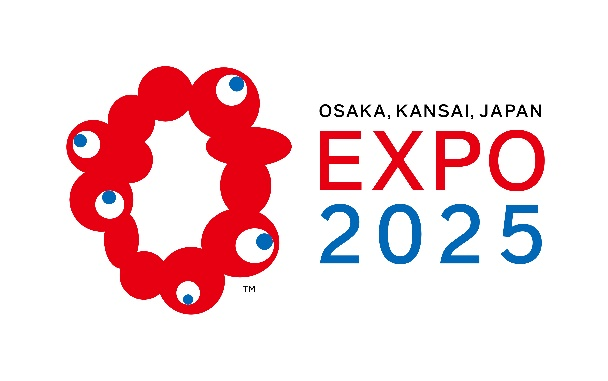 OSAKA, KANSAI, JAPAN
EXPO
2025
TM